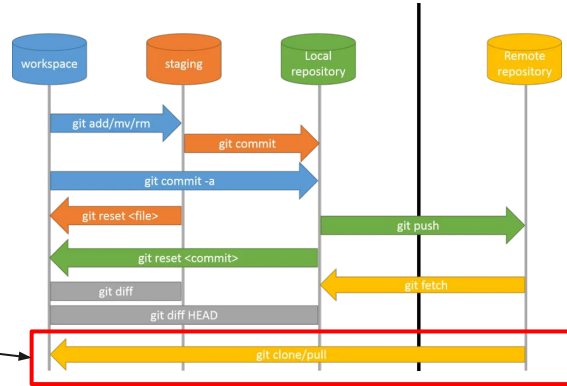 workspace
staging
Local
repository
Remote
repository
git add/mv/rm
git commit
git commit -a
git reset <file>
git push
git reset <commit>
git fetch
git diff
git diff HEAD
git clone/pull